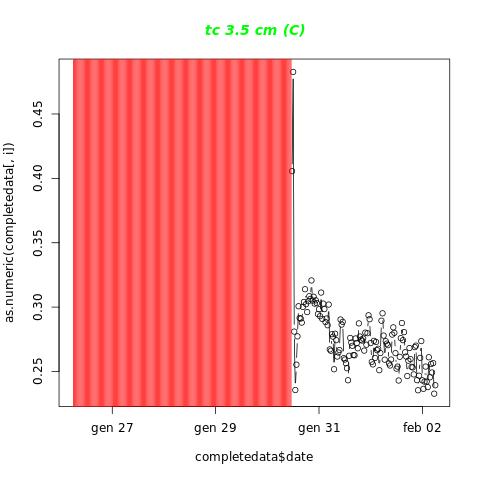 tc 3.5 cm (C)
as.numeric(completedata[, i])
0.45
0.40
0.35
0.30
0.25
gen 27 gen 29 gen 31 feb 02
completedata$date